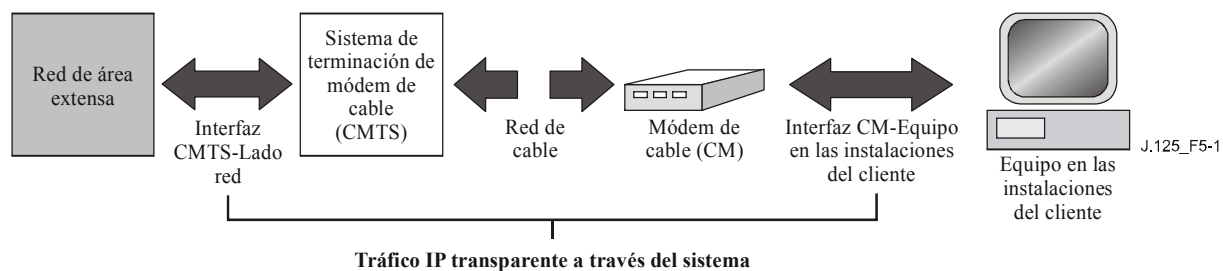 Red de área
extensa
Interfaz
CMTS-Lado
red
Sistema de
terminación de
módem de
cable
(CMTS)
Red de
cable
Módem de
cable (CM)
Interfaz CM-Equipo
en las instalaciones
del cliente
Equipo en las
instalaciones
del cliente
J.125_F5-1
Tráfico IP transparente a través del sistema